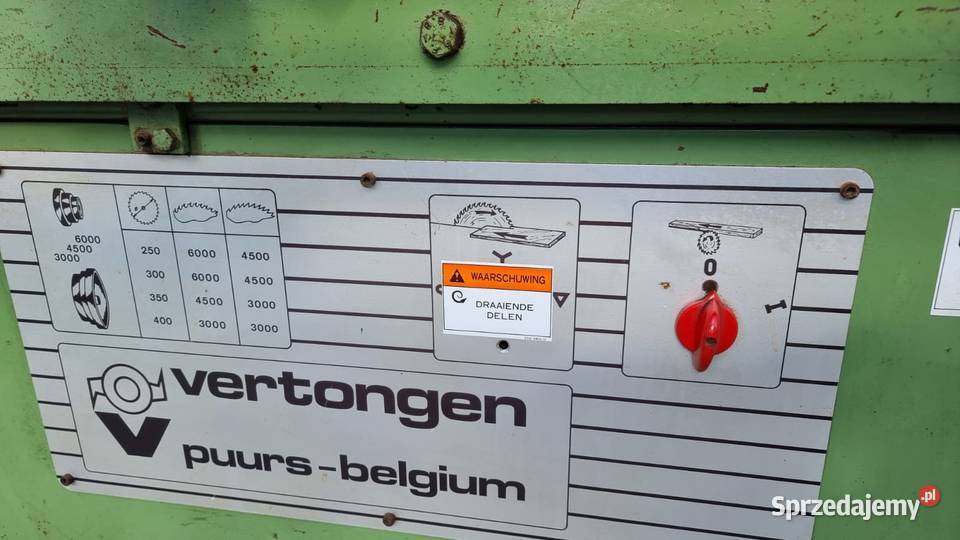 6000
4500
3000
250 6000 4500
300 6000 4500
350 4500 3000
400 3000 3000
Y
WAARSCHUWING
DRAAIENDE
DELEN
O
I
vertongen
puurs-belgium
Sprzedajemy.pl